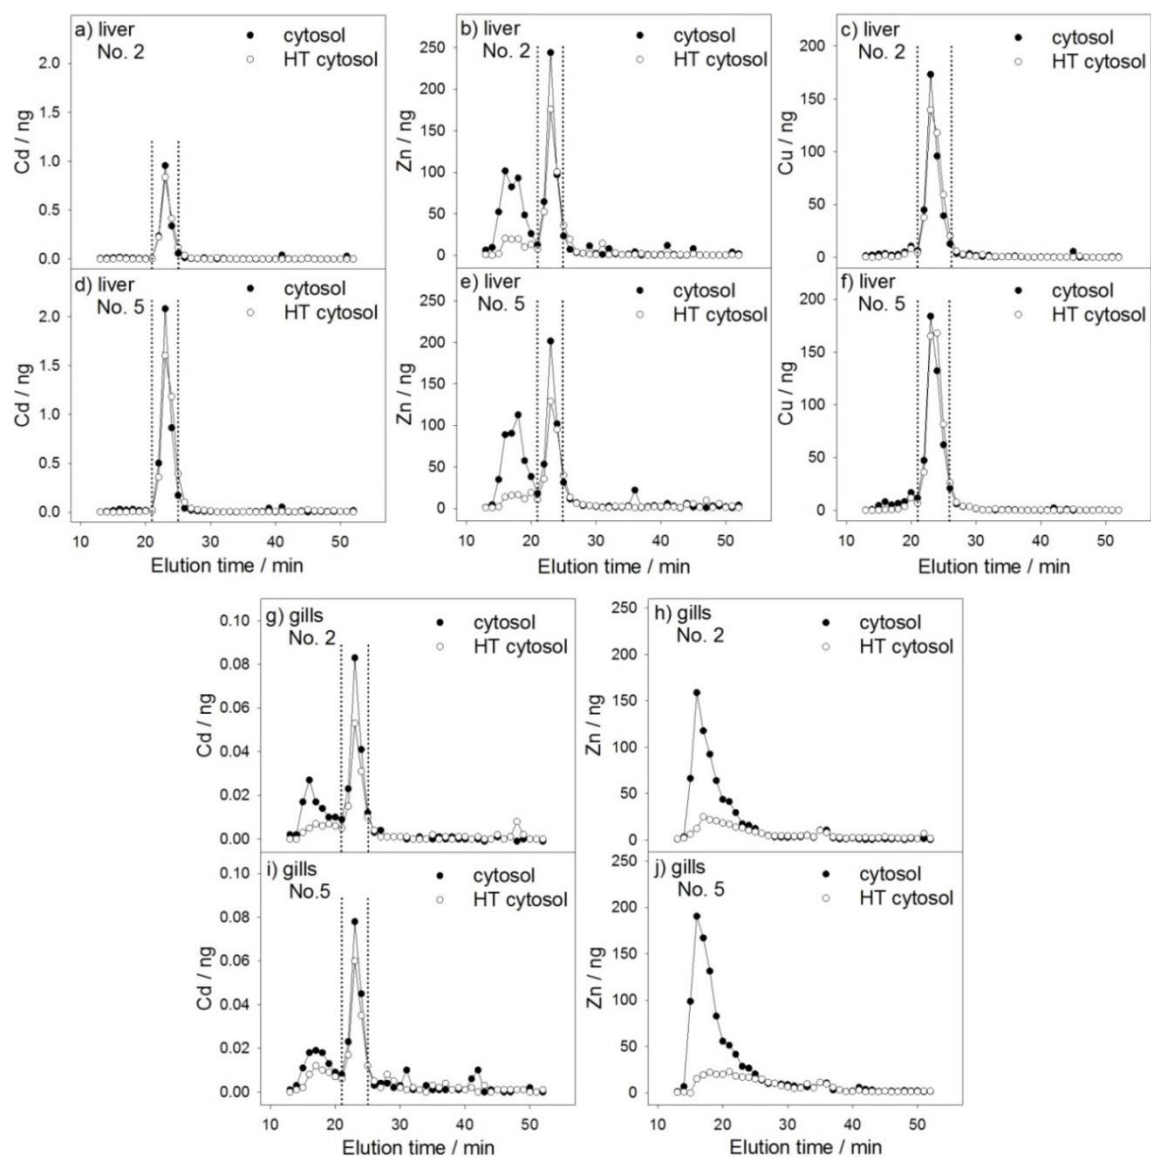 a) liver
No. 2
cytosol
HT cytosol
Cd / ng
2.0
1.5
1.0
0.5
0.0
b) liver
No. 2
cytosol
HT cytosol
Zn / ng
250
200
150
100
50
0
c) liver
No. 2
cytosol
HT cytosol
Cu / ng
200
150
100
50
0
d) liver
No. 5
cytosol
HT cytosol
Cd / ng
2.0
1.5
1.0
0.5
0.0
10 20 30 40 50
Elution time / min
e) liver
No. 5
cytosol
HT cytosol
Zn / ng
250
200
150
100
50
0
10 20 30 40 50
Elution time / min
f) liver
No. 5
cytosol
HT cytosol
Cu / ng
200
150
100
50
0
10 20 30 40 50
Elution time / min
g) gills
No. 2
cytosol
HT cytosol
Cd / ng
0.10
0.08
0.06
0.04
0.02
0.00
h) gills
No. 2
cytosol
HT cytosol
Zn / ng
250
200
150
100
50
0
i) gills
No.5
cytosol
HT cytosol
Cd / ng
0.10
0.08
0.06
0.04
0.02
0.00
10 20 30 40 50
Elution time / min
j) gills
No. 5
cytosol
HT cytosol
Zn / ng
250
200
150
100
50
0
10 20 30 40 50
Elution time / min